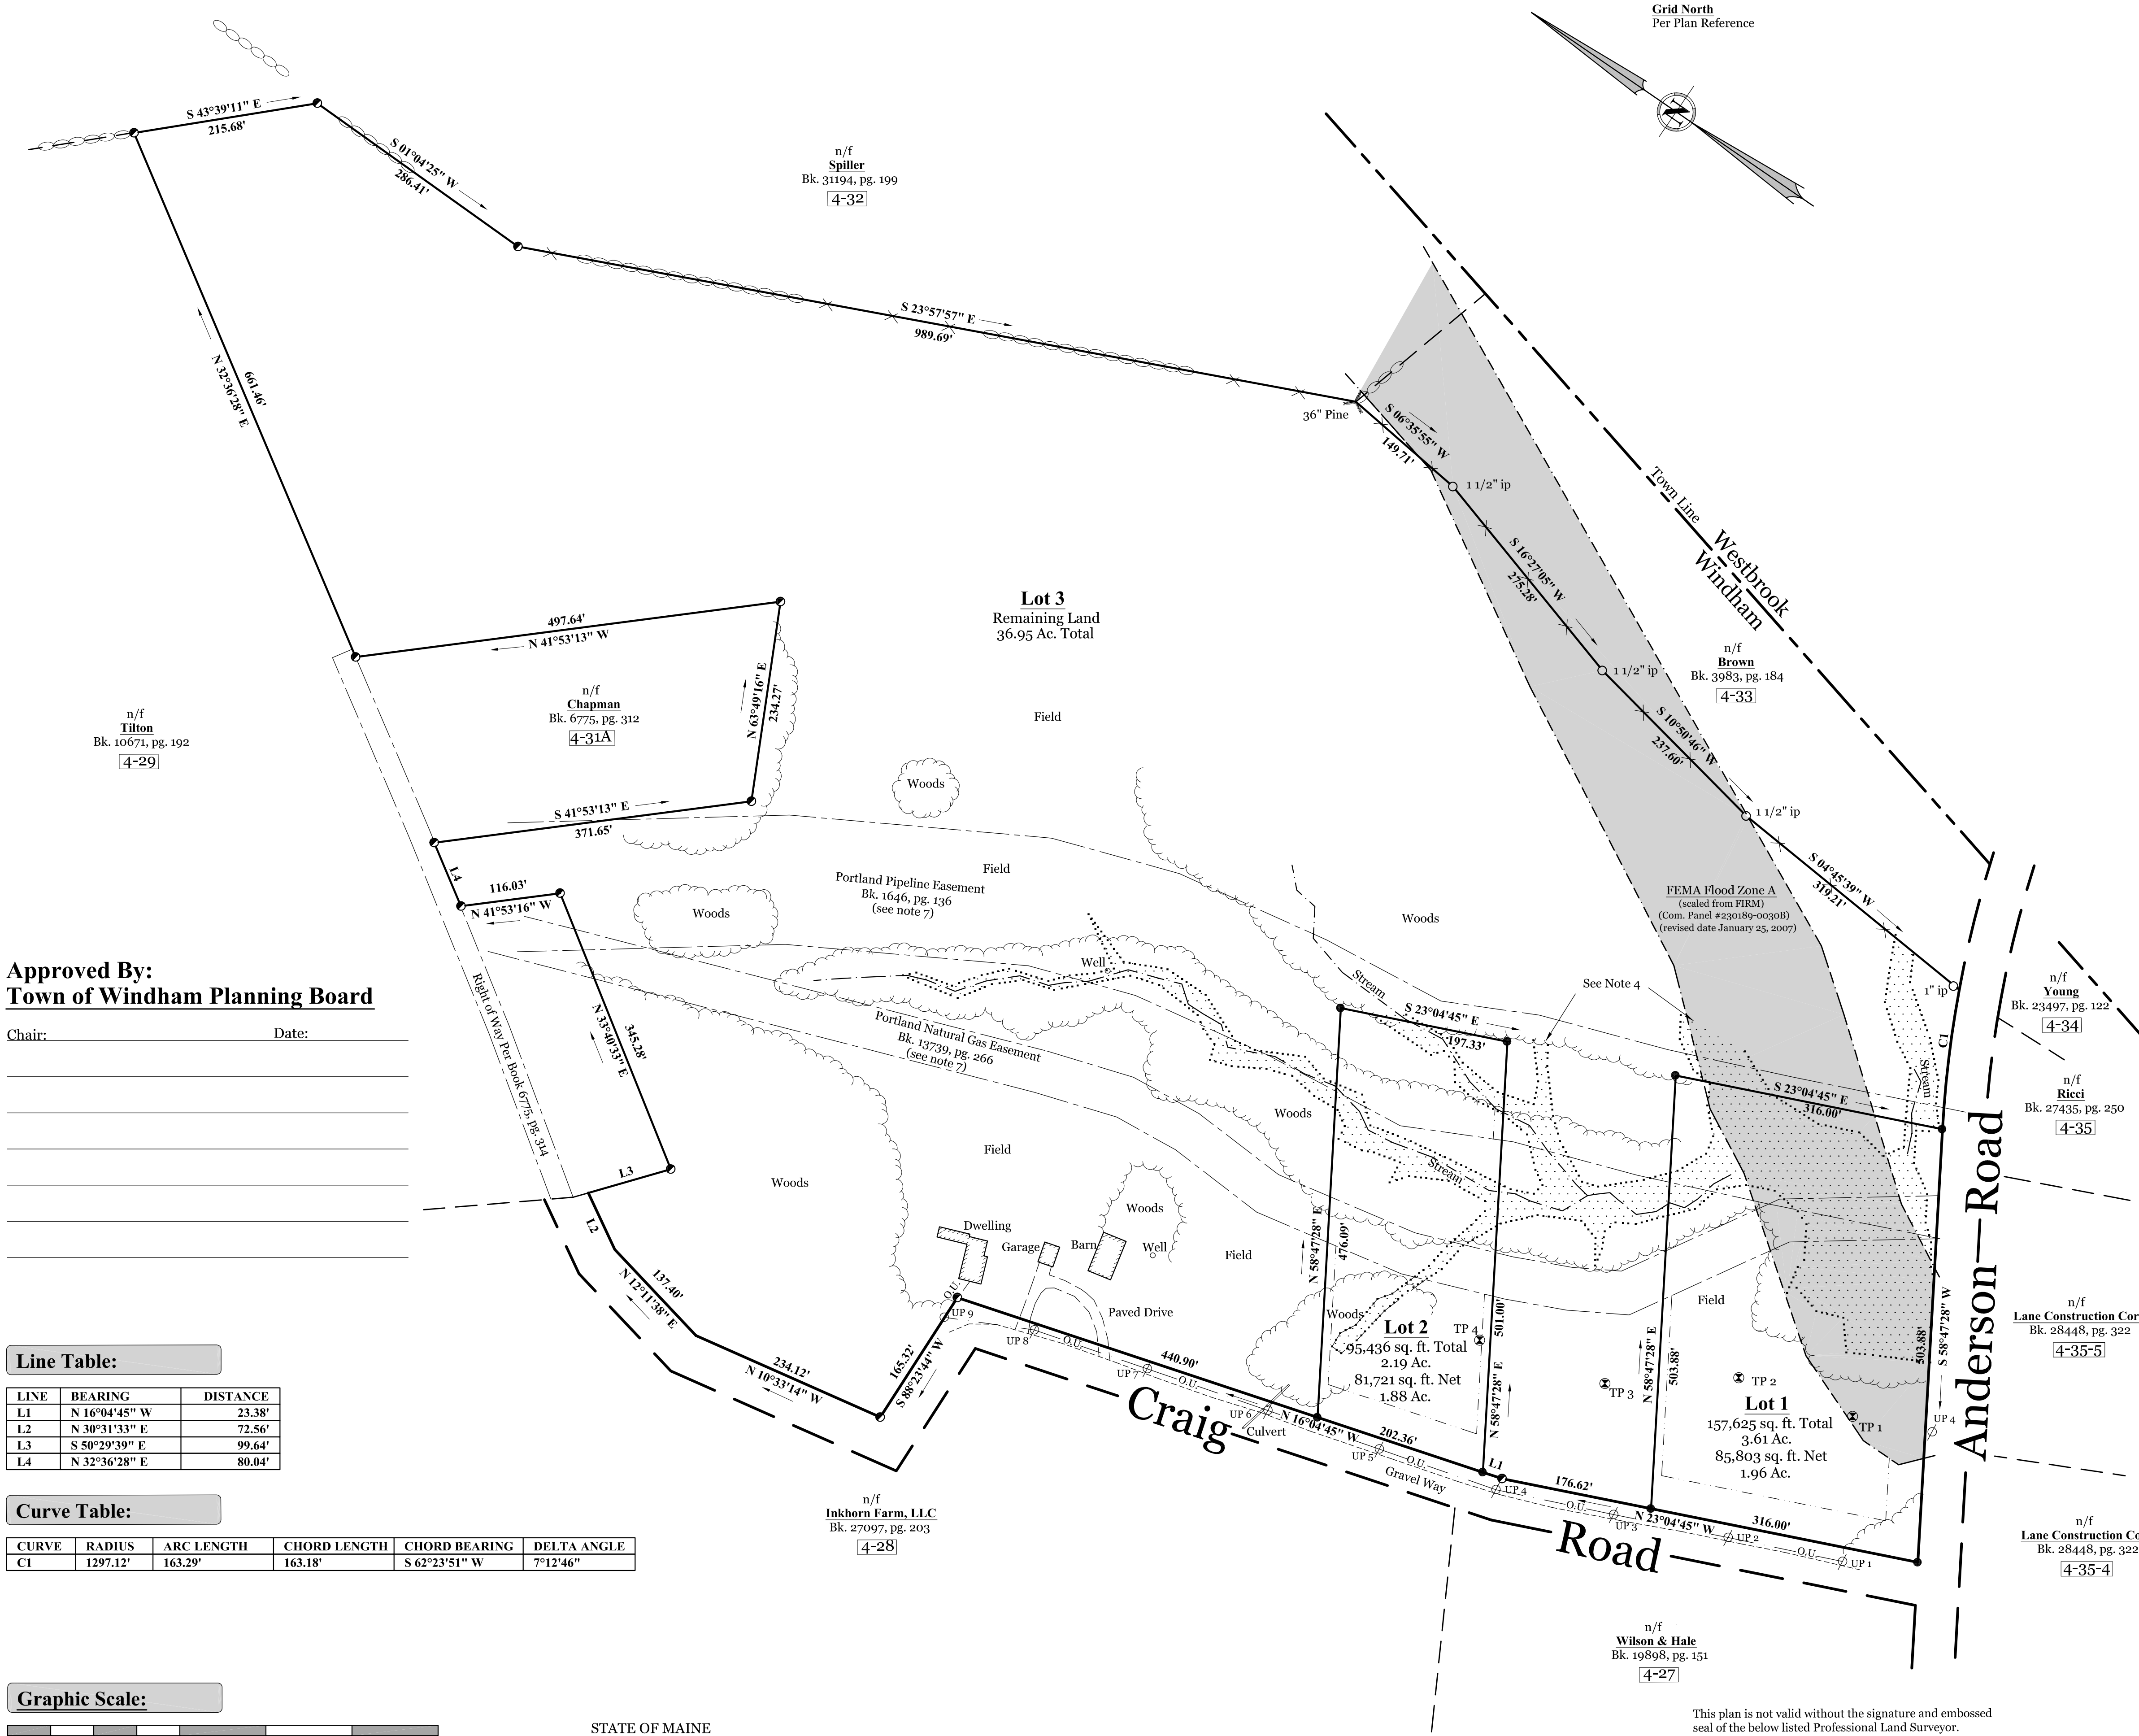 Grid North
Per Plan Reference
S 43°39'11" E
215.68'
S 01°04'25" W
286.41'
n/f
Spiller
Bk. 31194, pg. 199
4-32
S 23°57'57" E
989.69'
N 32°36'28" E
661.46'
36" Pine
S 06°35'55" W
149.71'
1 1/2" ip
Town Line
Westbrook
Windham
S 16°27'05" W
275.28'
1 1/2" ip
n/f
Brown
Bk. 3983, pg. 184
4-33
S 10°50'46" W
237.60'
1 1/2" ip
S 04°45'39" W
319.21'
1" ip
C1
Lot 3
Remaining Land
36.95 Ac. Total
497.64'
N 41°53'13" W
n/f
Chapman
Bk. 6775, pg. 312
4-31A
N 63°49'16" E
234.27'
Field
n/f
Tilton
Bk. 10671, pg. 192
4-29
S 41°53'13" E
371.65'
Woods
L4
116.03'
N 41°53'16" W
Woods
Portland Pipeline Easement
Bk. 1646, pg. 136
(see note 7)
Field
Woods
FEMA Flood Zone A
(scaled from FIRM)
(Com. Panel #230189-0030B)
(revised date January 25, 2007)
Well
Stream
See Note 4
n/f
Young
Bk. 23497, pg. 122
4-34
n/f
Ricci
Bk. 27435, pg. 250
4-35
Approved By:
Town of Windham Planning Board
Chair:
Date:
Right of Way Per Book 6775, pg. 314
N 33°40'33" E
345.28'
Portland Natural Gas Easement
Bk. 13739, pg. 266
(see note 7)
S 23°04'45" E
197.33'
S 23°04'45" E
316.00'
Stream
Woods
Field
Woods
L3
L2
Stream
Woods
Dwelling
Garage
Barn
Well
Field
Paved Drive
O.U.
UP 9
UP 8
O.U.
UP 7
O.U.
UP 6
Culvert
UP 5
O.U.
Gravel Way
UP 4
O.U.
UP 3
UP 2
O.U.
UP 1
137.40'
N 12°11'38" E
234.12'
N 10°33'14" W
165.32'
S 88°23'44" W
440.90'
N 16°04'45" W
202.36'
L1
176.62'
N 23°04'45" W
316.00'
N 58°47'28" E
476.09'
Woods
Lot 2
95,436 sq. ft. Total
2.19 Ac.
81,721 sq. ft. Net
1.88 Ac.
TP 4
N 58°47'28" E
501.00'
TP 3
N 58°47'28" E
503.88'
Field
TP 2
Lot 1
157,625 sq. ft. Total
3.61 Ac.
85,803 sq. ft. Net
1.96 Ac.
TP 1
UP 4
503.88'
S 58°47'28" W
Anderson Road
Craig Road
n/f
Lane Construction Cor
Bk. 28448, pg. 322
4-35-5
n/f
Lane Construction Co
Bk. 28448, pg. 322
4-35-4
n/f
Inkhorn Farm, LLC
Bk. 27097, pg. 203
4-28
n/f
Wilson & Hale
Bk. 19898, pg. 151
4-27
Line Table:
LINE BEARING DISTANCE
L1 N 16°04'45" W 23.38'
L2 N 30°31'33" E 72.56'
L3 S 50°29'39" E 99.64'
L4 N 32°36'28" E 80.04'
Curve Table:
CURVE RADIUS ARC LENGTH CHORD LENGTH CHORD BEARING DELTA ANGLE
C1 1297.12' 163.29' 163.18' S 62°23'51" W 7°12'46"
Graphic Scale:
STATE OF MAINE
This plan is not valid without the signature and embossed
seal of the below listed Professional Land Surveyor.